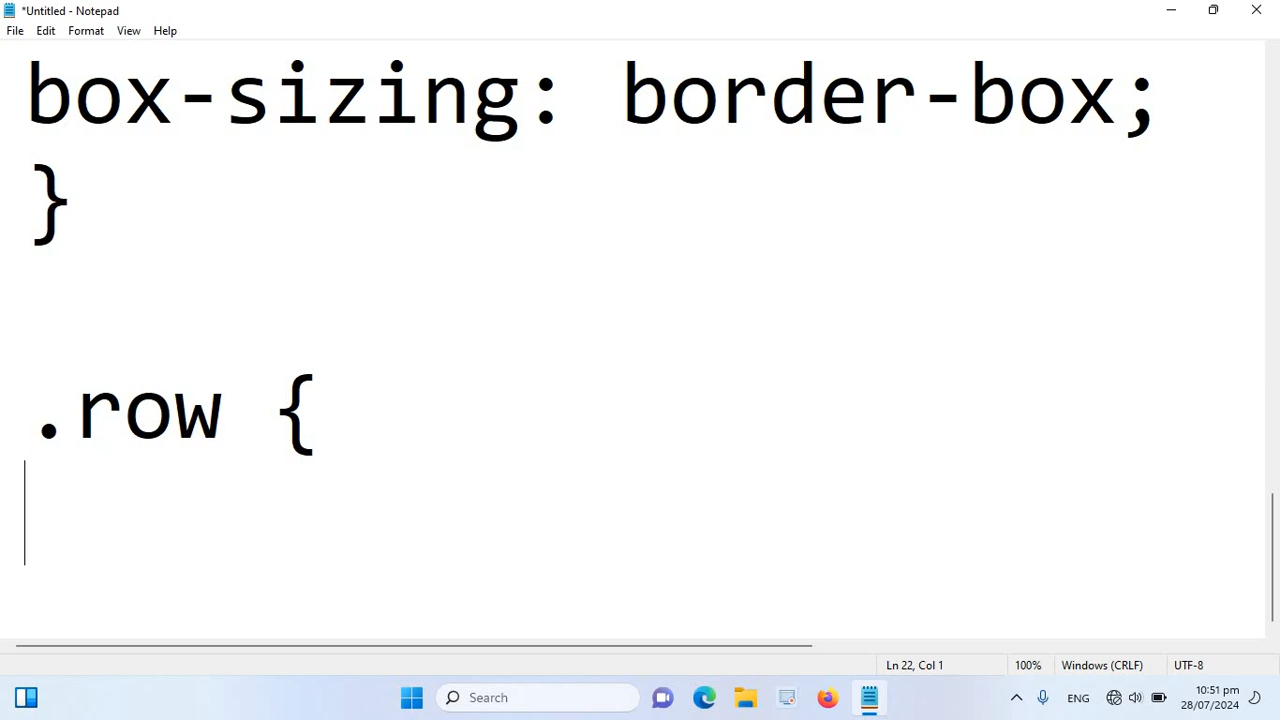 *Untitled - Notepad
File Edit Format View Help
box-sizing: border-box;
}
.row {
Ln 22, Col 1 100% Windows (CRLF) UTF-8
Search ENG 10:51 pm
28/07/2024